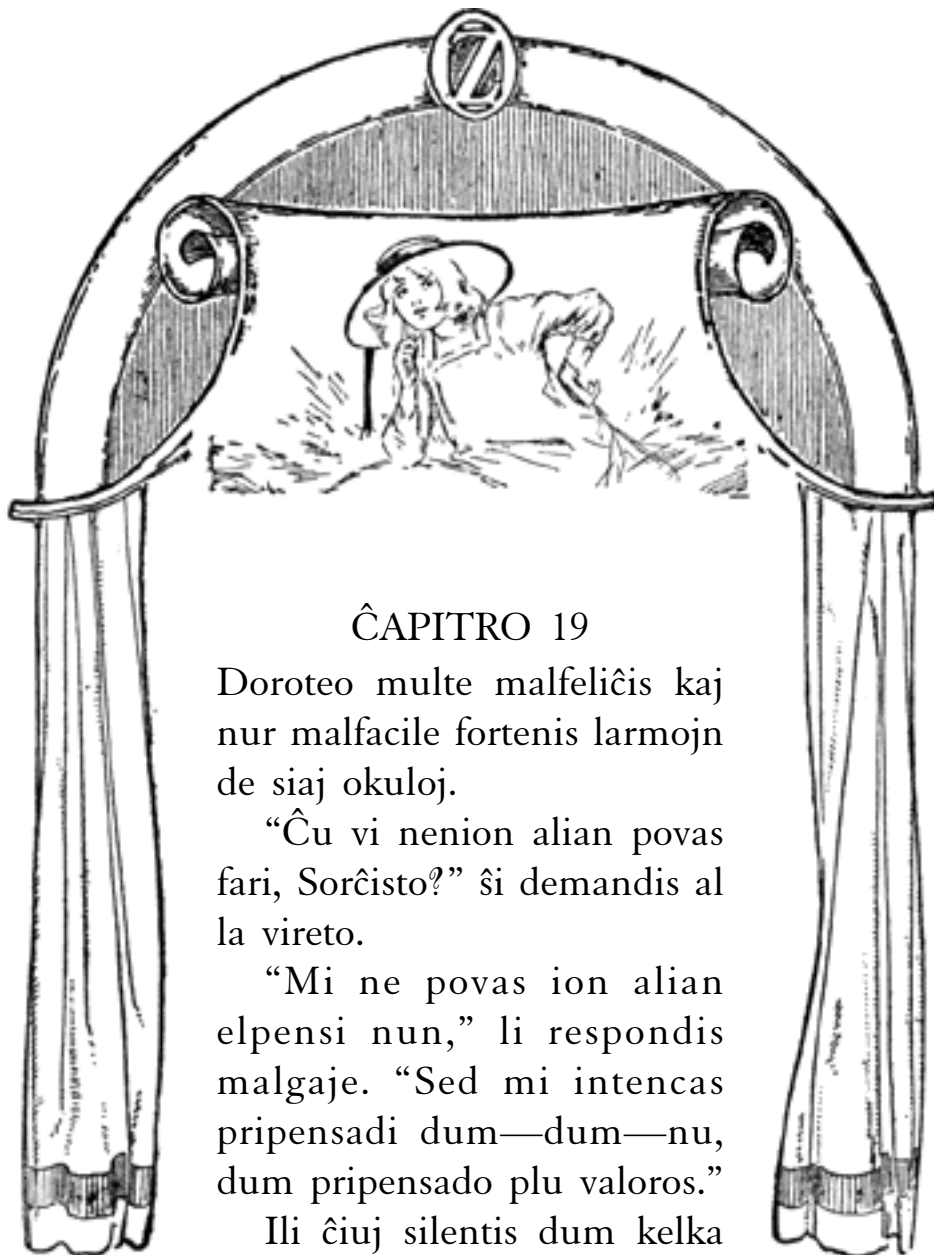 OZ
ĈAPITRO 19
Doroteo multe malfeliĉis kaj
nur malfacile fortenis larmojn
de siaj okuloj.
“Ĉu vi nenion alian povas
fari, Sorĉisto?” ŝi demandis al
la vireto.
“Mi ne povas ion alian
elpensi nun,” li respondis
malgaje. “Sed mi intencas
pripensadi dum—dum—nu,
dum pripensado plu valoros.”
Ili ĉiuj silentis dum kelka